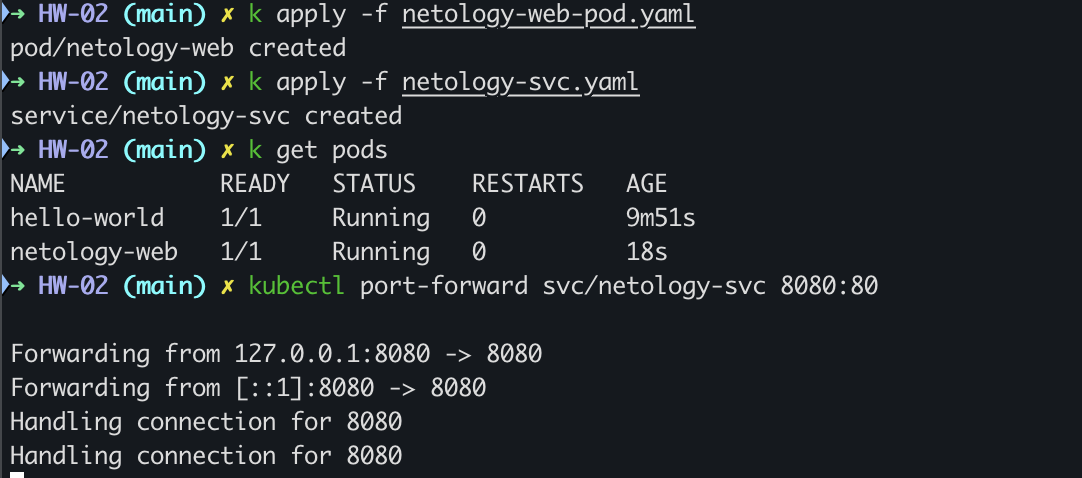 → HW-02 (main) ✗ k apply -f netology-web-pod.yaml
pod/netology-web created
→ HW-02 (main) ✗ k apply -f netology-svc.yaml
service/netology-svc created
→ HW-02 (main) ✗ k get pods
NAME READY STATUS RESTARTS AGE
hello-world 1/1 Running 0 9m51s
netology-web 1/1 Running 0 18s
→ HW-02 (main) ✗ kubectl port-forward svc/netology-svc 8080:80
Forwarding from 127.0.0.1:8080 -> 8080
Forwarding from [::1]:8080 -> 8080
Handling connection for 8080
Handling connection for 8080